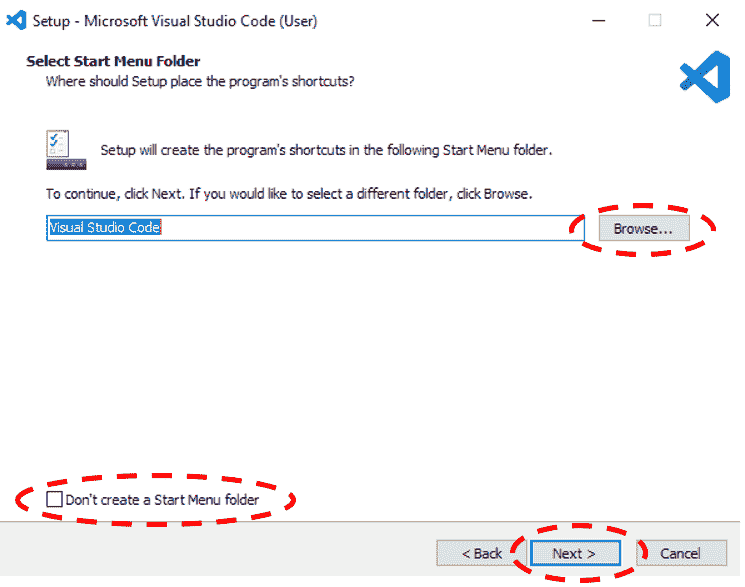 Setup - Microsoft Visual Studio Code (User)
Select Start Menu Folder
Where should Setup place the program's shortcuts?
Setup will create the program's shortcuts in the following Start Menu folder.
To continue, click Next. If you would like to select a different folder, click Browse.
Visual Studio Code
Browse...
Don't create a Start Menu folder
< Back
Next >
Cancel